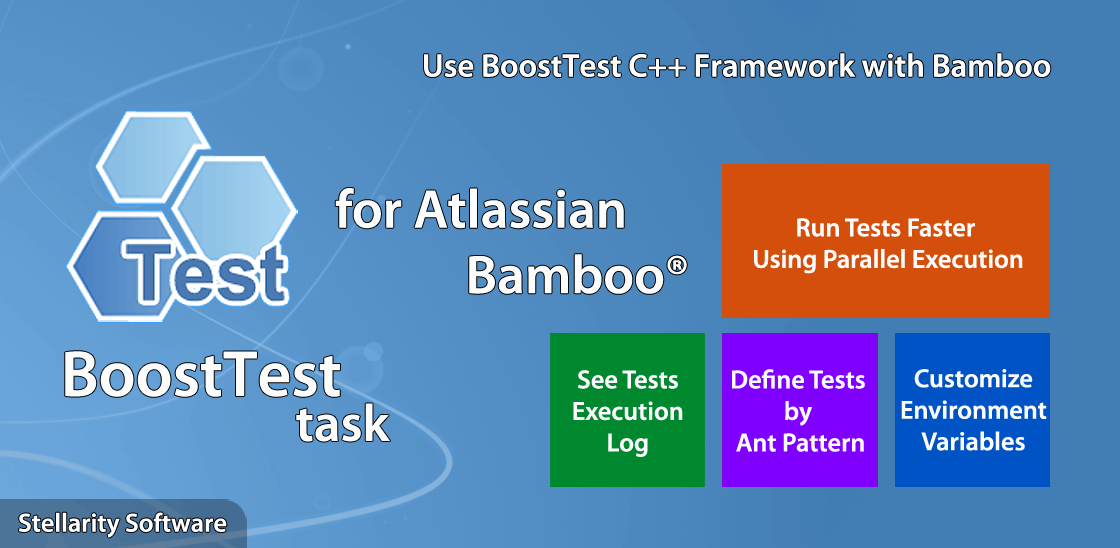 Use BoostTest C++ Framework with Bamboo
Test
BoostTest
task
for Atlassian
Bamboo®
Run Tests Faster
Using Parallel Execution
See Tests
Execution
Log
Define Tests
by
Ant Pattern
Customize
Environment
Variables
Stellarity Software